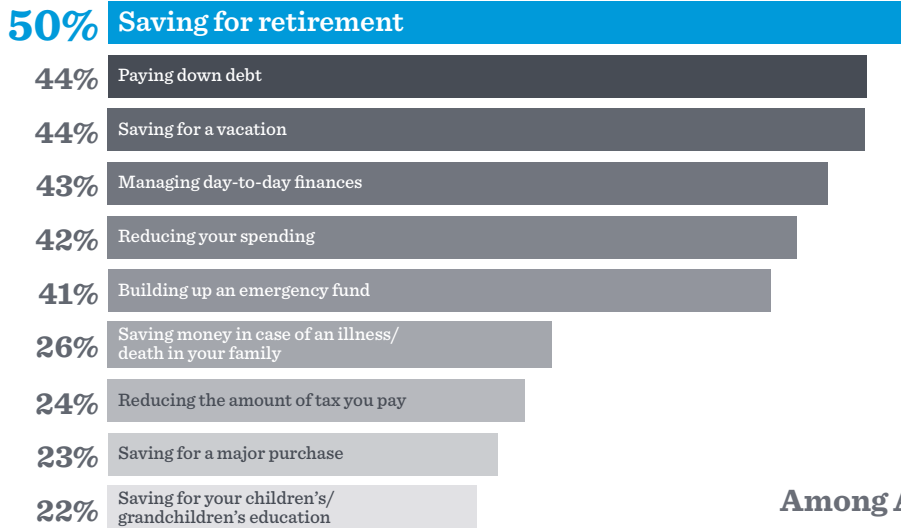 50% Saving for retirement
44% Paying down debt
44% Saving for a vacation
43% Managing day-to-day finances
42% Reducing your spending
41% Building up an emergency fund
26% Saving money in case of an illness/
death in your family
24% Reducing the amount of tax you pay
23% Saving for a major purchase
22% Saving for your children's/
grandchildren's education
Among